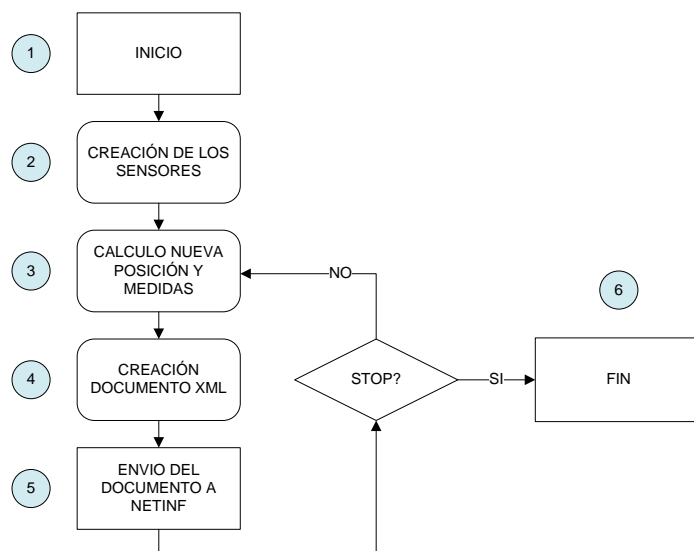 1
INICIO
2
CREACIÓN DE LOS
SENSORES
3
CALCULO NUEVA
POSICIÓN Y
MEDIDAS
NO
6
4
CREACIÓN
DOCUMENTO XML
STOP?
SI
FIN
5
ENVIO DEL
DOCUMENTO A
NETINF